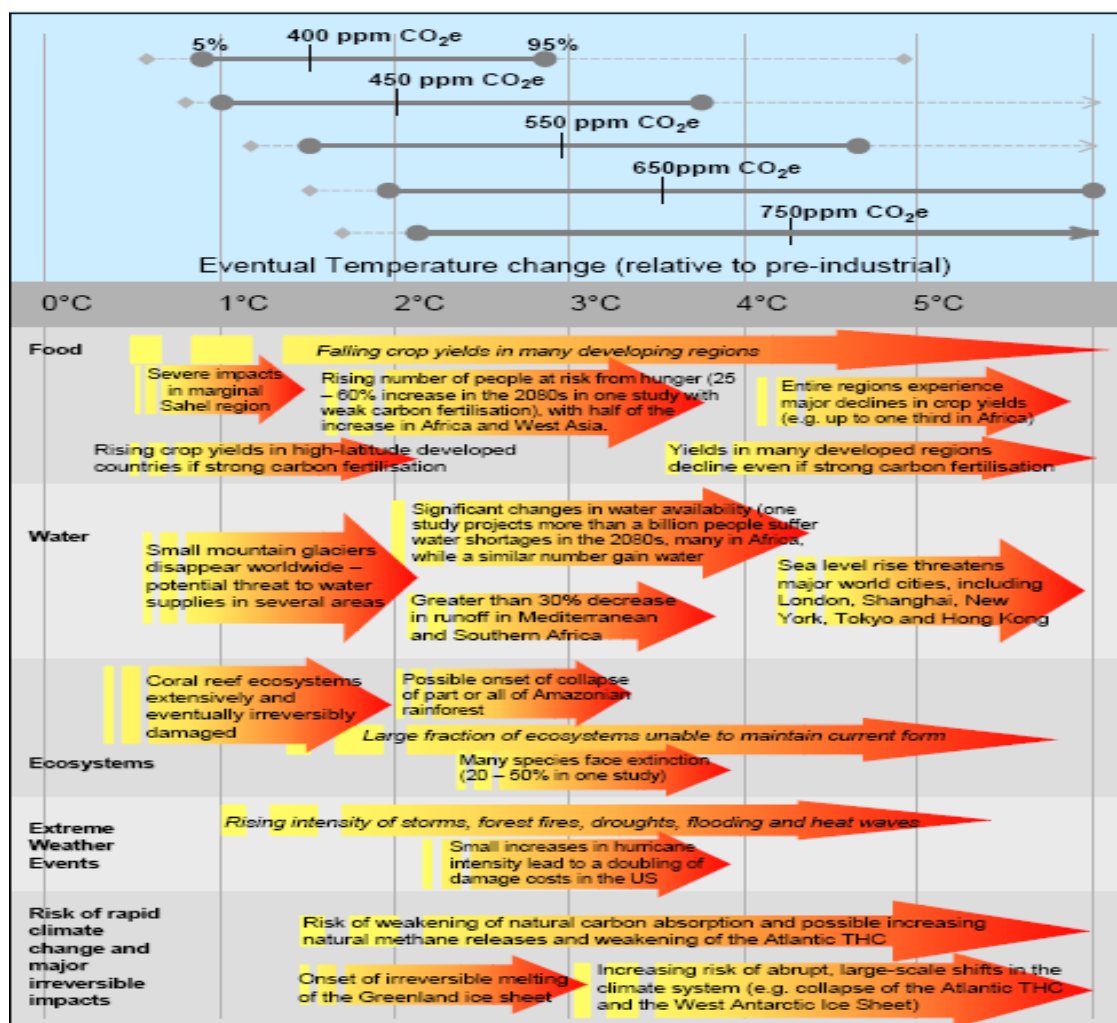 400 ppm CO₂e
5%
95%
450 ppm CO₂e
550 ppm CO₂e
650ppm CO₂e
750ppm CO₂e
Eventual Temperature change (relative to pre-industrial)
0°C 1°C 2°C 3°C 4°C 5°C
Food
Falling crop yields in many developing regions
Severe impacts
in marginal
Sahel region
Rising number of people at risk from hunger (25
– 60% increase in the 2080s in one study with
weak carbon fertilisation), with half of the
increase in Africa and West Asia.
Entire regions experience
major declines in crop yields
(e.g. up to one third in Africa)
Rising crop yields in high-latitude developed
countries if strong carbon fertilisation
Yields in many developed regions
decline even if strong carbon fertilisation
Water
Small mountain glaciers
disappear worldwide –
potential threat to water
supplies in several areas
Significant changes in water availability (one
study projects more than a billion people suffer
water shortages in the 2080s, many in Africa,
while a similar number gain water
Greater than 30% decrease
in runoff in Mediterranean
and Southern Africa
Sea level rise threatens
major world cities, including
London, Shanghai, New
York, Tokyo and Hong Kong
Ecosystems
Coral reef ecosystems
extensively and
eventually irreversibly
damaged
Possible onset of collapse
of part or all of Amazonian
rainforest
Large fraction of ecosystems unable to maintain current form
Many species face extinction
(20 – 50% in one study)
Extreme
Weather
Events
Rising intensity of storms, forest fires, droughts, flooding and heat waves
Small increases in hurricane
intensity lead to a doubling of
damage costs in the US
Risk of rapid
climate
change and
major
irreversible
impacts
Risk of weakening of natural carbon absorption and possible increasing
natural methane releases and weakening of the Atlantic THC
Onset of irreversible melting
of the Greenland ice sheet
Increasing risk of abrupt, large-scale shifts in the
climate system (e.g. collapse of the Atlantic THC
and the West Antarctic Ice Sheet)